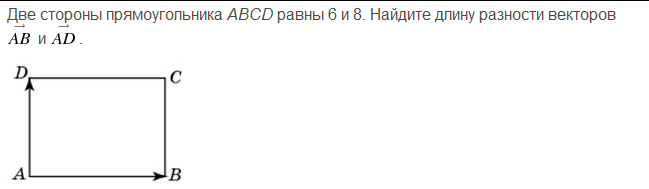 Две стороны прямоугольника ABCD равны 6 и 8. Найдите длину разности векторов
AB и AD .
D C
A B